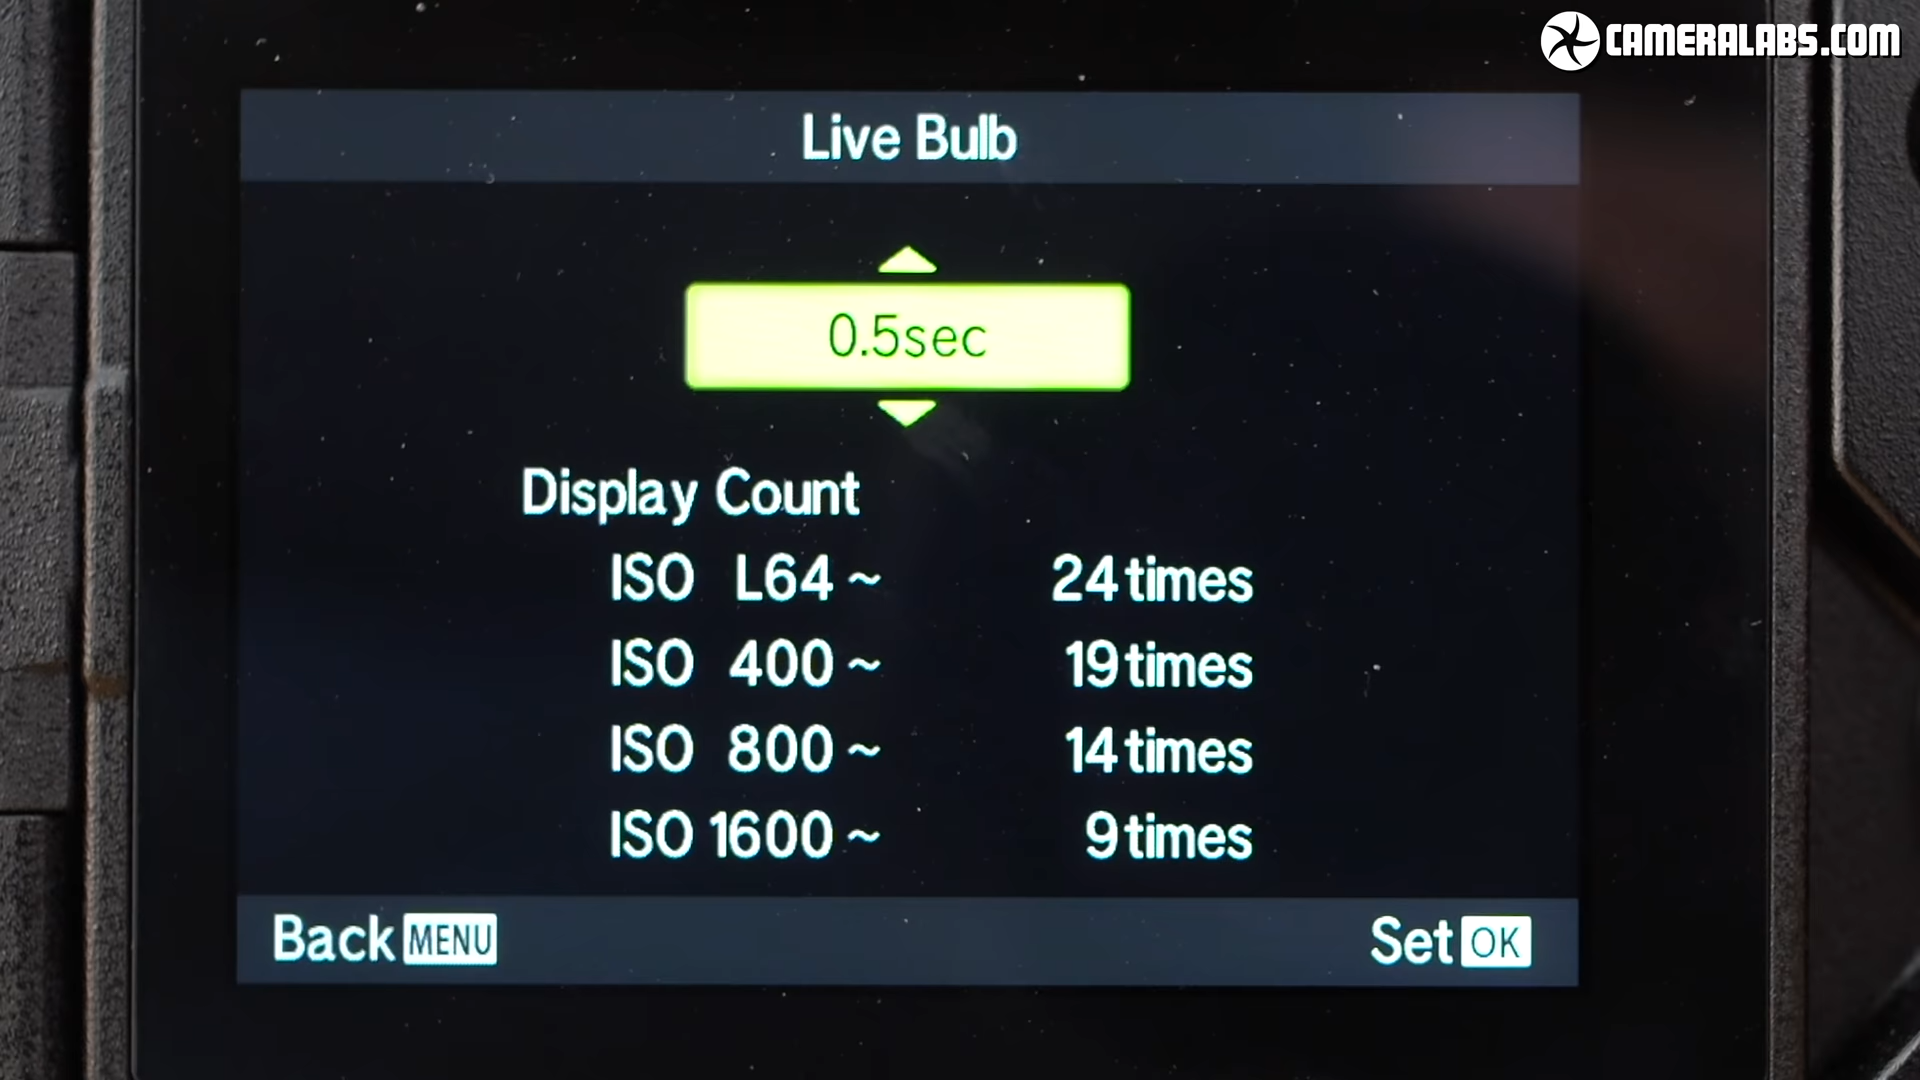 CAMERALABS.COM
Live Bulb
0.5sec
Display Count
ISO L64 ~ 24 times
ISO 400 ~ 19 times
ISO 800 ~ 14 times
ISO 1600 ~ 9 times
Back MENU Set OK